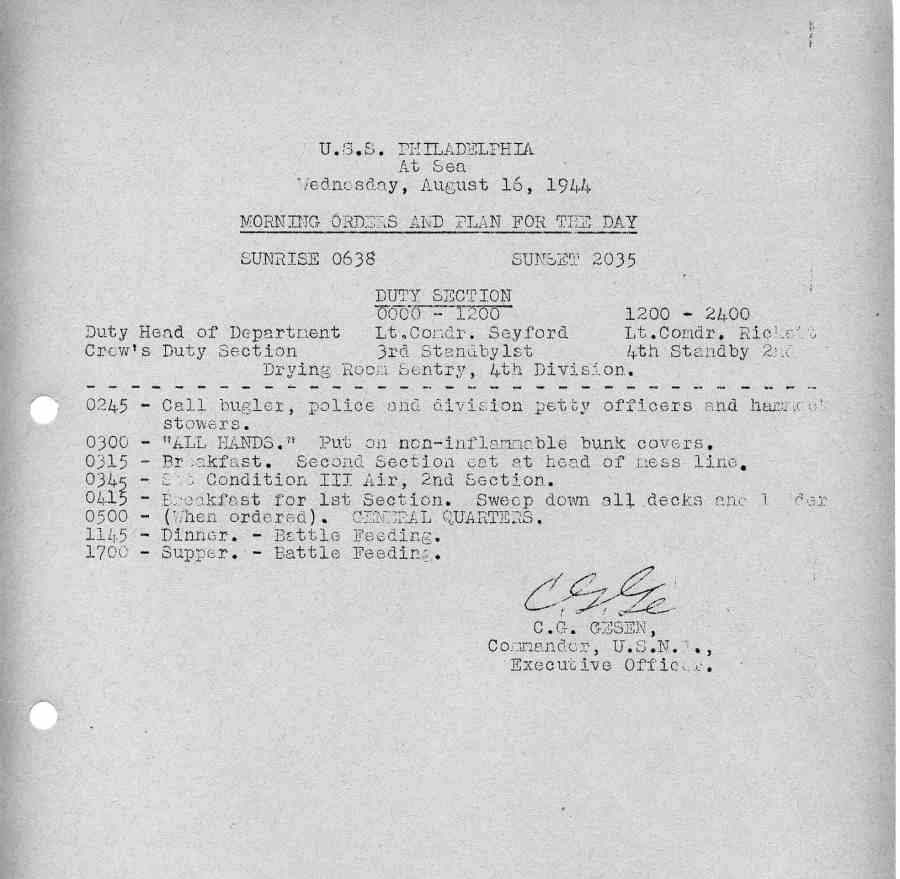 U.S.S. PHILADELPHIA
At Sea
Wednesday, August 16, 1944
MORNING ORDERS AND PLAN FOR THE DAY
SUNRISE 0638 SUNSET 2035
DUTY SECTION
0000 - 1200 1200 - 2400
Duty Head of Department Lt.Comdr. Seyford Lt.Comdr.
Crew's Duty Section 3rd Standby1st 4th Standby 2nd
Drying Room Sentry, 4th Division.
0245 - Call bugler, police and division petty officers and hammock
stowers.
0300 - "ALL HANDS." Put on non-inflammable bunk covers.
0315 - Breakfast. Second Section eat at head of mess line.
0345 - Condition III Air, 2nd Section.
0415 - Breakfast for 1st Section. Sweep down all decks and
0500 - (When ordered). GENERAL QUARTERS.
1145 - Dinner. - Battle Feeding.
1700 - Supper. - Battle Feeding.
C.G. GESEN,
Commander, U.S.N.
Executive Officer.